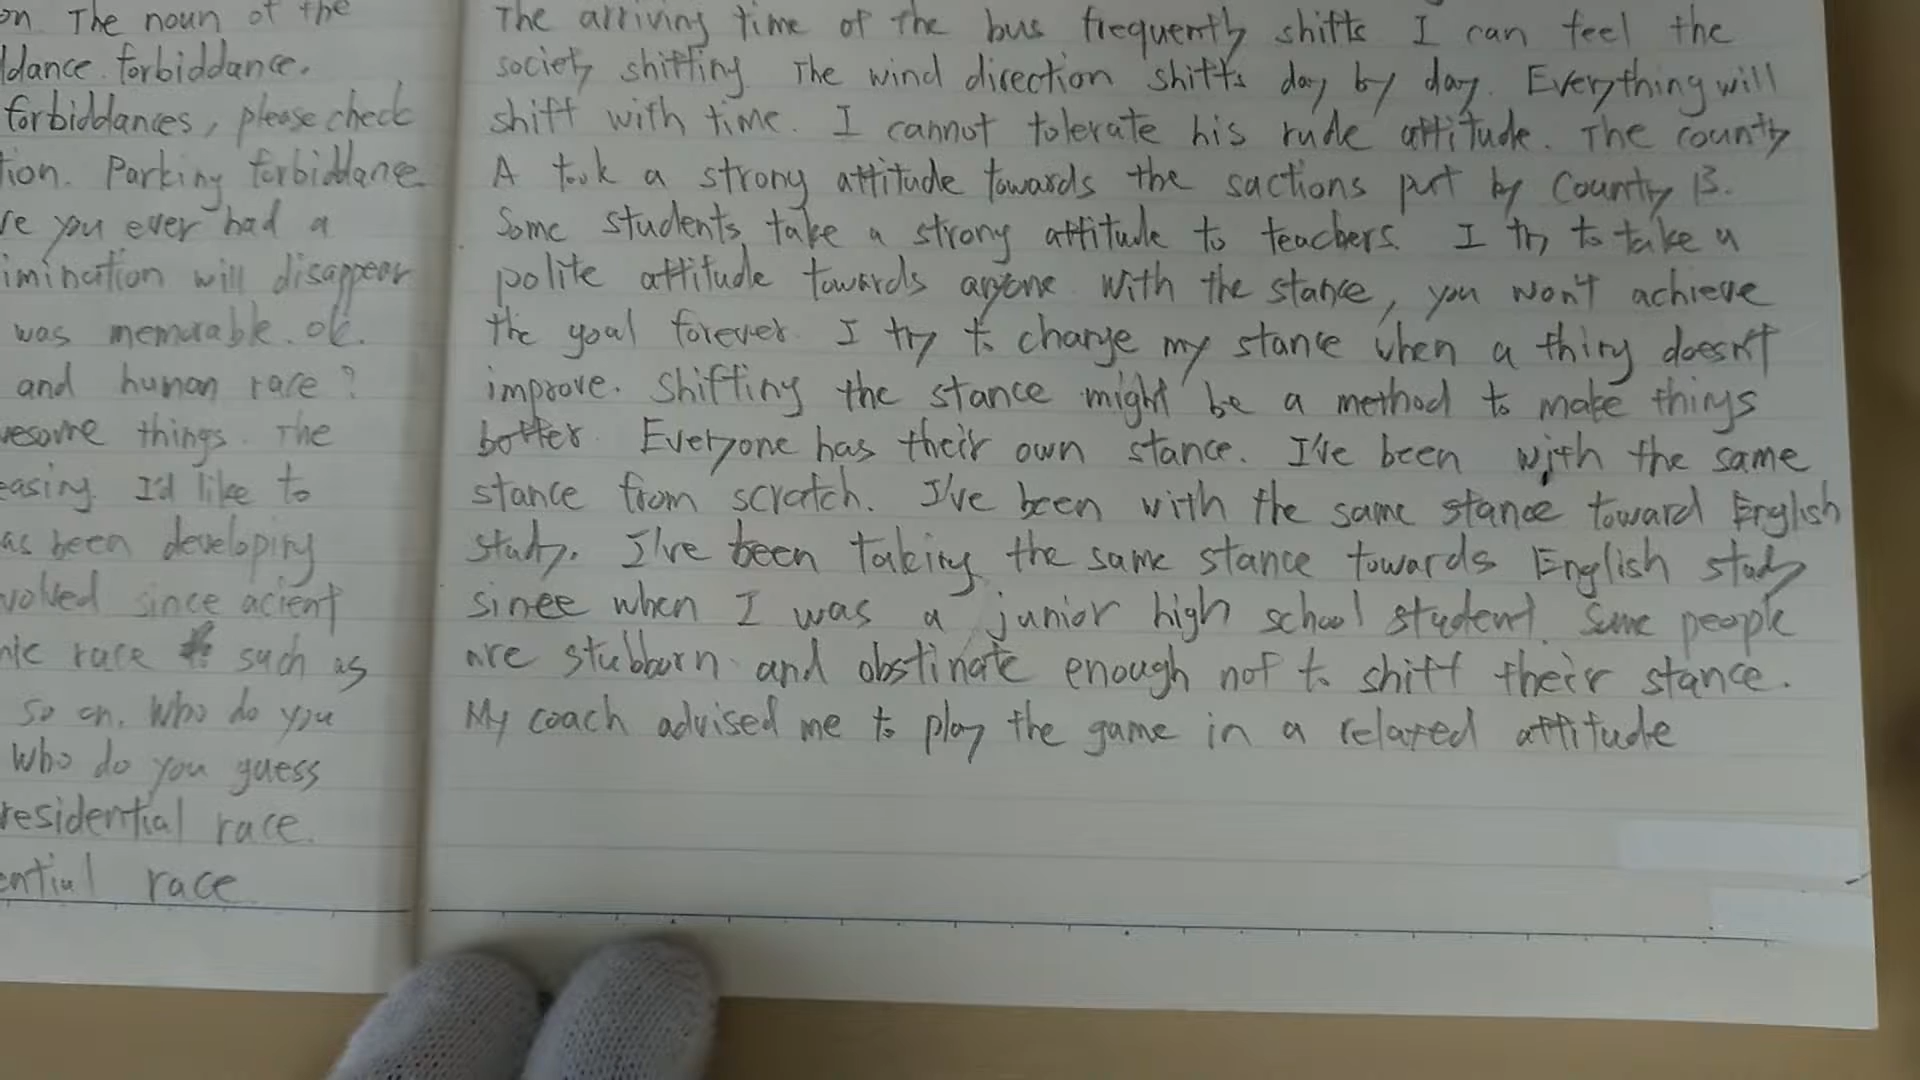 on. The noun of the
ldance. forbiddance.
forbiddances, please check
tion. Parking forbiddance
ve you ever had a
imination will disappear
was memorable. ok.
and human race?
wesome things. The
easing. I'd like to
as been developing
volved since acient
nic race such as
so on. Who do you
Who do you guess
residential race.
ential race.
The arriving time of the bus frequently shifts I can feel the
society shifting. The wind direction shifts day by day. Everything will
shift with time. I cannot tolerate his rude attitude. The county
A took a strong attitude towards the sactions put by County B.
Some students take a strong attitude to teachers. I try to take a
polite attitude towards anyone. With the stance, you won't achieve
the goal forever. I try to change my stance when a thing doesn't
improve. Shifting the stance might be a method to make things
better. Everyone has their own stance. I've been with the same
stance from scratch. I've been with the same stance toward English
study. I've been taking the same stance towards English study
since when I was a junior high school student. Some people
are stubborn and obstinate enough not to shift their stance.
My coach advised me to play the game in a relaxed attitude